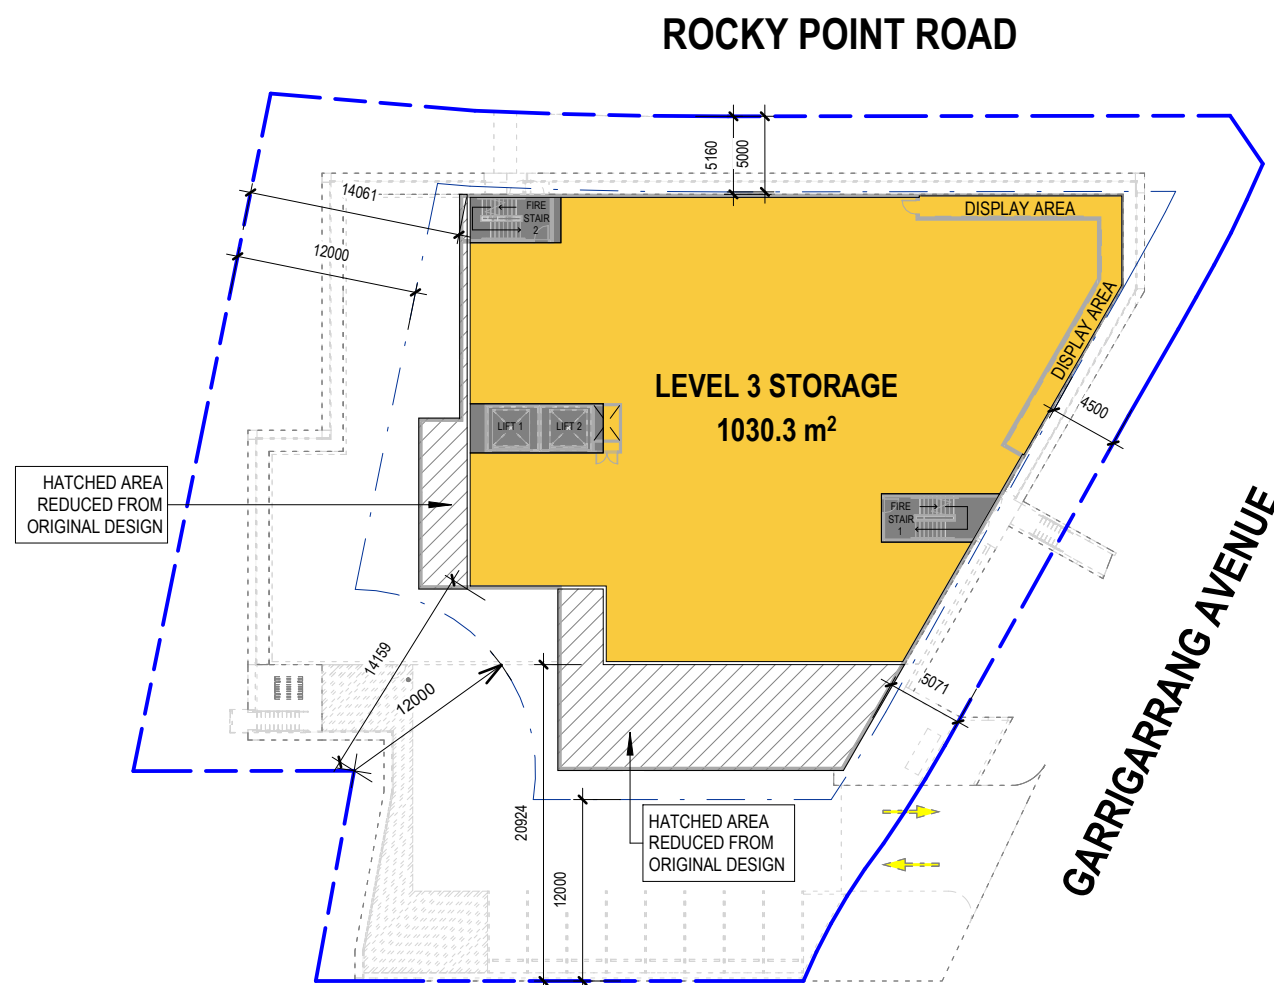 ROCKY POINT ROAD
5160
5000
14061
12000
FIRE
STAIR
2
DISPLAY AREA
DISPLAY AREA
LEVEL 3 STORAGE
1030.3 m²
LIFT 1
LIFT 2
4500
HATCHED AREA
REDUCED FROM
ORIGINAL DESIGN
FIRE
STAIR
1
GARRIGARRANG AVENUE
14159
12000
5071
20924
12000
HATCHED AREA
REDUCED FROM
ORIGINAL DESIGN